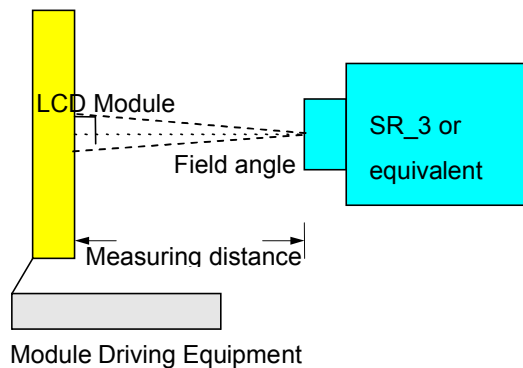 LCD Module
SR_3 or
equivalent
Field angle
Measuring distance
Module Driving Equipment